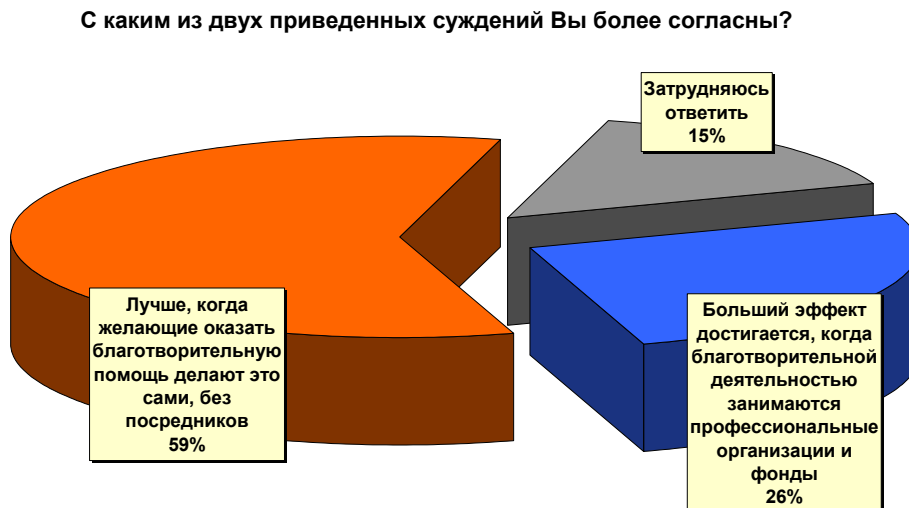 С каким из двух приведенных суждений Вы более согласны?
Затрудняюсь
ответить
15%
Лучше, когда
желающие оказать
благотворительную
помощь делают это
сами, без
посредников
59%
Больший эффект
достигается, когда
благотворительной
деятельностью
занимаются
профессиональные
организации и
фонды
26%